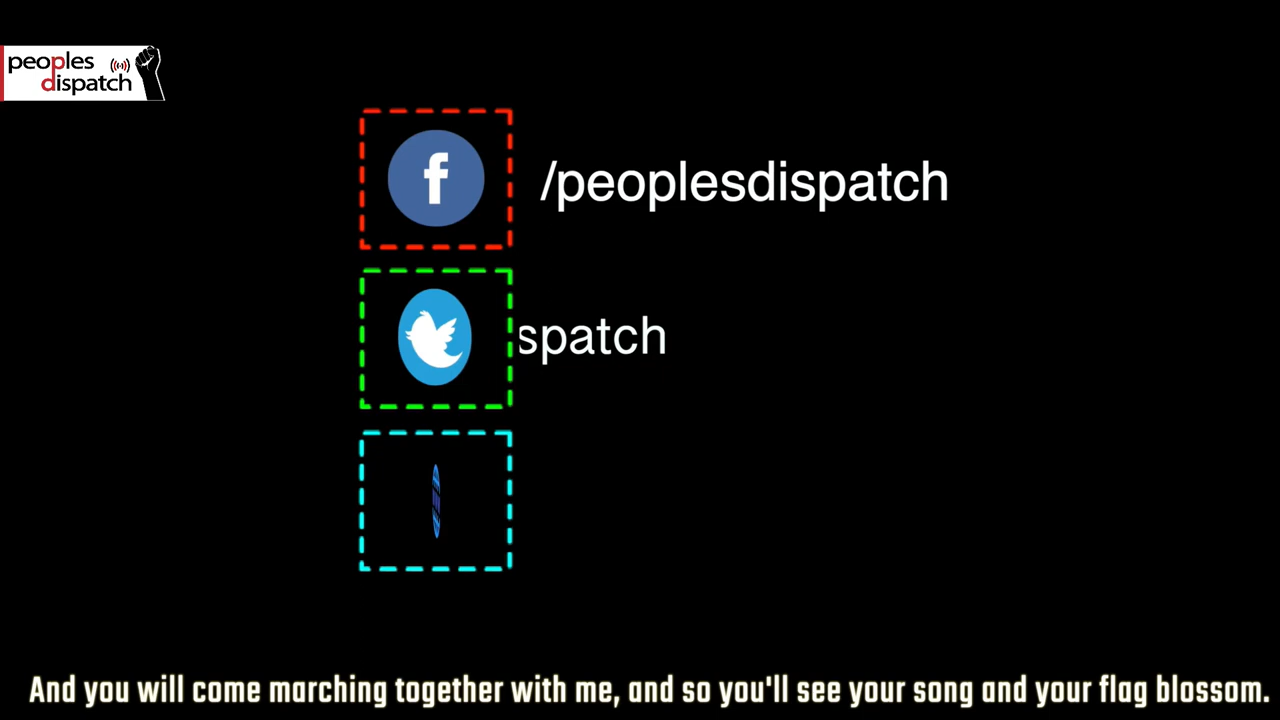 peoples
dispatch
f
/peoplesdispatch
spatch
And you will come marching together with me, and so you'll see your song and your flag blossom.